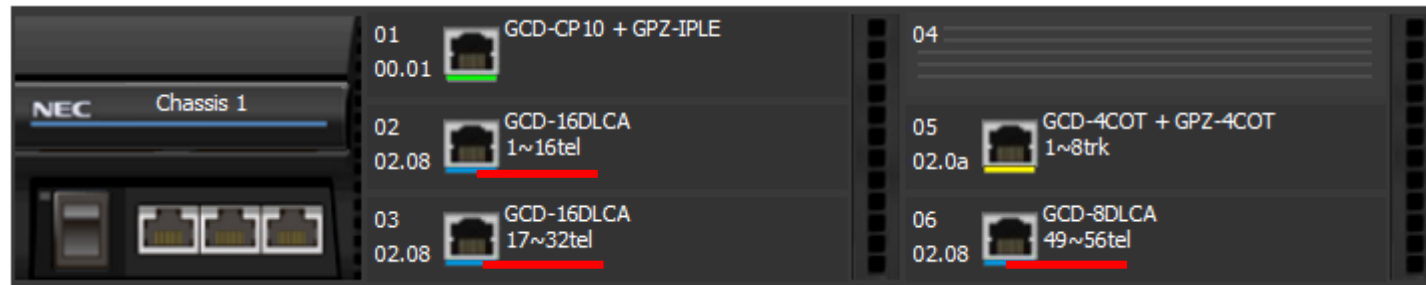 NEC Chassis 1
01 GCD-CP10 + GPZ-IPLE
00.01
02 GCD-16DLCA
02.08 1~16tel
03 GCD-16DLCA
02.08 17~32tel
04
05 GCD-4COT + GPZ-4COT
02.0a 1~8trk
06 GCD-8DLCA
02.08 49~56tel